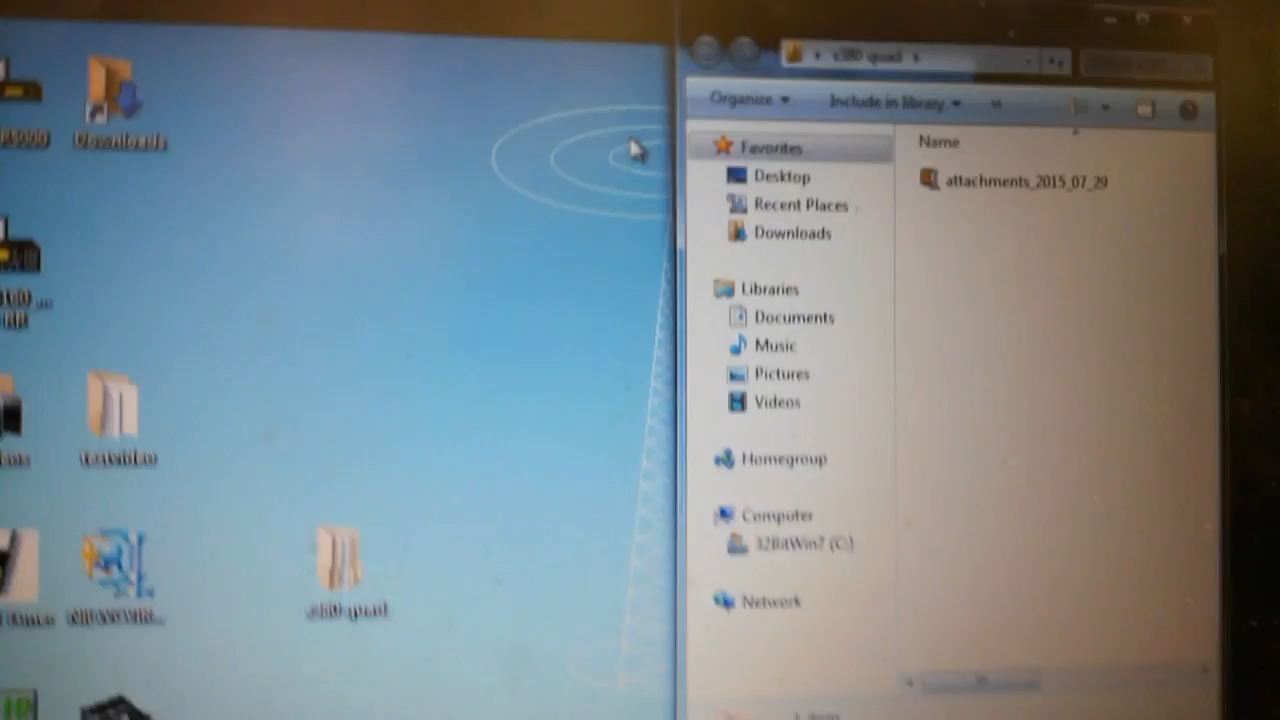 Downloads
Organize
Include in library
Favorites
Desktop
Recent Places
Downloads
Libraries
Documents
Music
Pictures
Videos
Homegroup
Computer
32BitWin7 (C:)
Network
Name
attachments_2015_07_29